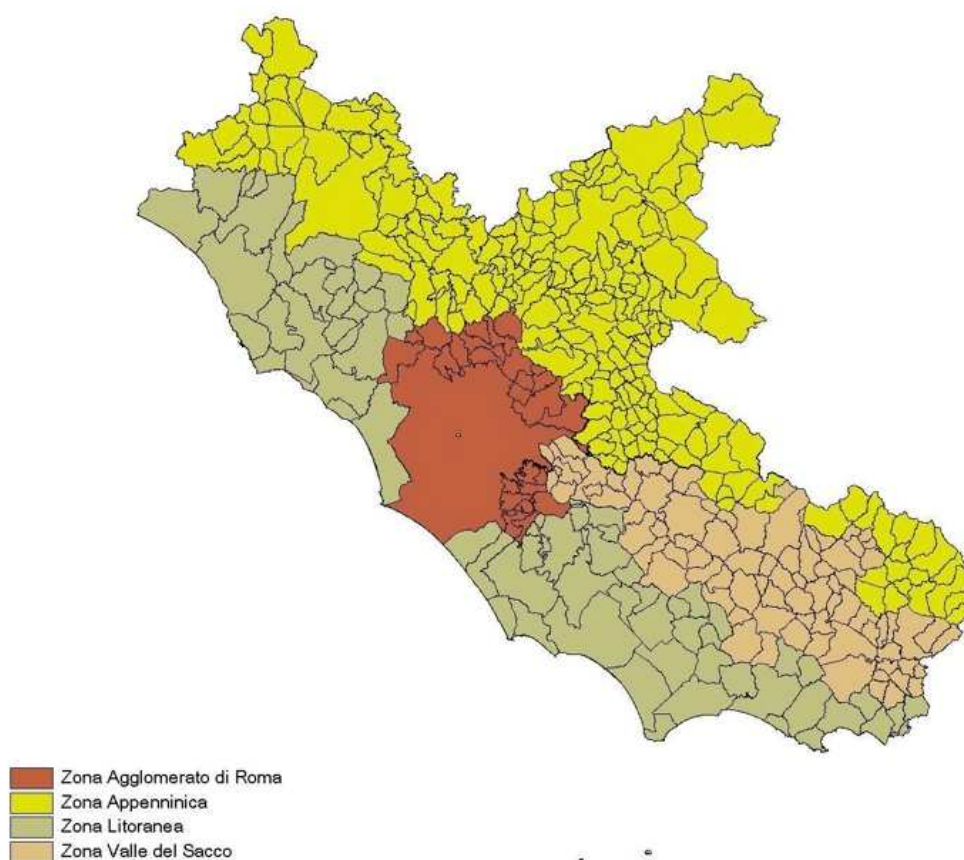 Zona Agglomerato di Roma
Zona Appenninica
Zona Litoranea
Zona Valle del Sacco